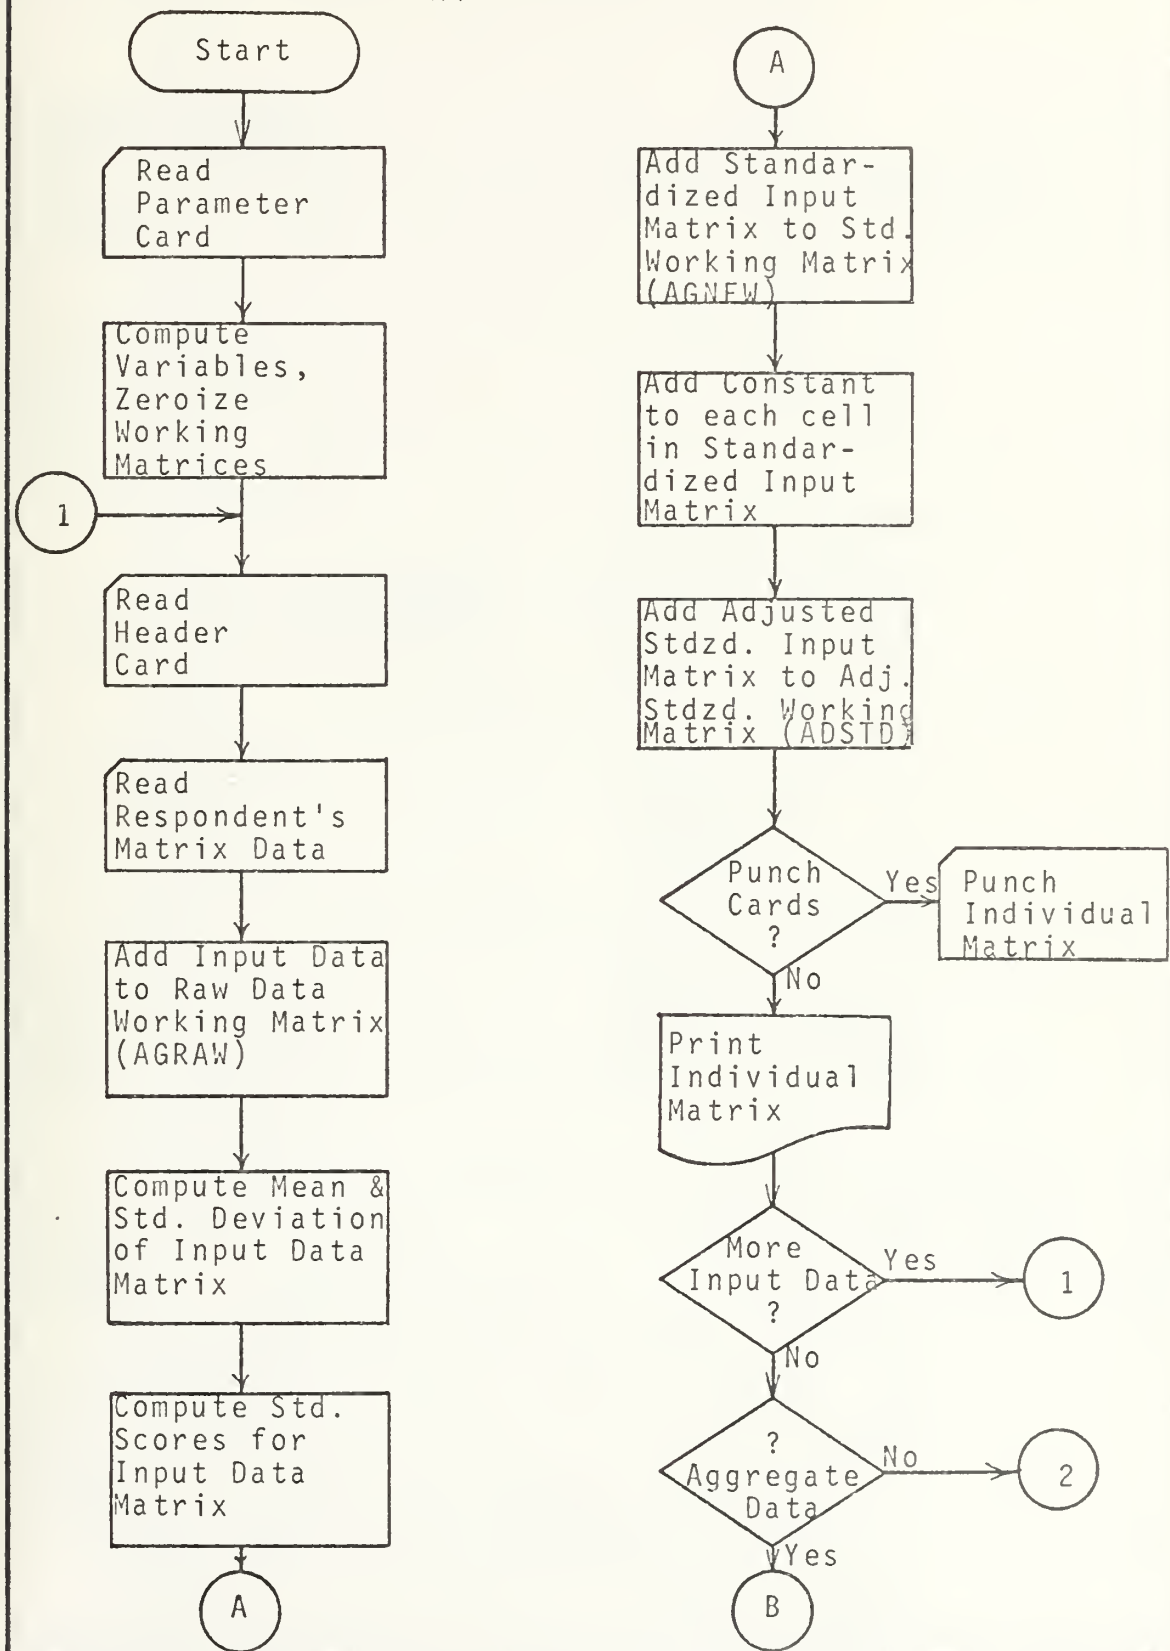 Start
Read
Parameter
Card
Compute
Variables,
Zeroize
Working
Matrices
1
Read
Header
Card
Read
Respondent's
Matrix Data
Add Input Data
to Raw Data
Working Matrix
(AGRAW)
Compute Mean &
Std. Deviation
of Input Data
Matrix
Compute Std.
Scores for
Input Data
Matrix
A
A
Add Standar-
dized Input
Matrix to Std.
Working Matrix
(AGNEW)
Add Constant
to each cell
in Standar-
dized Input
Matrix
Add Adjusted
Stdzd. Input
Matrix to Adj.
Stdzd. Working
Matrix (ADSTD)
Punch
Cards
?
Yes
Punch
Individual
Matrix
No
Print
Individual
Matrix
More
Input Data
?
Yes
1
No
?
Aggregate
Data
No
2
Yes
B